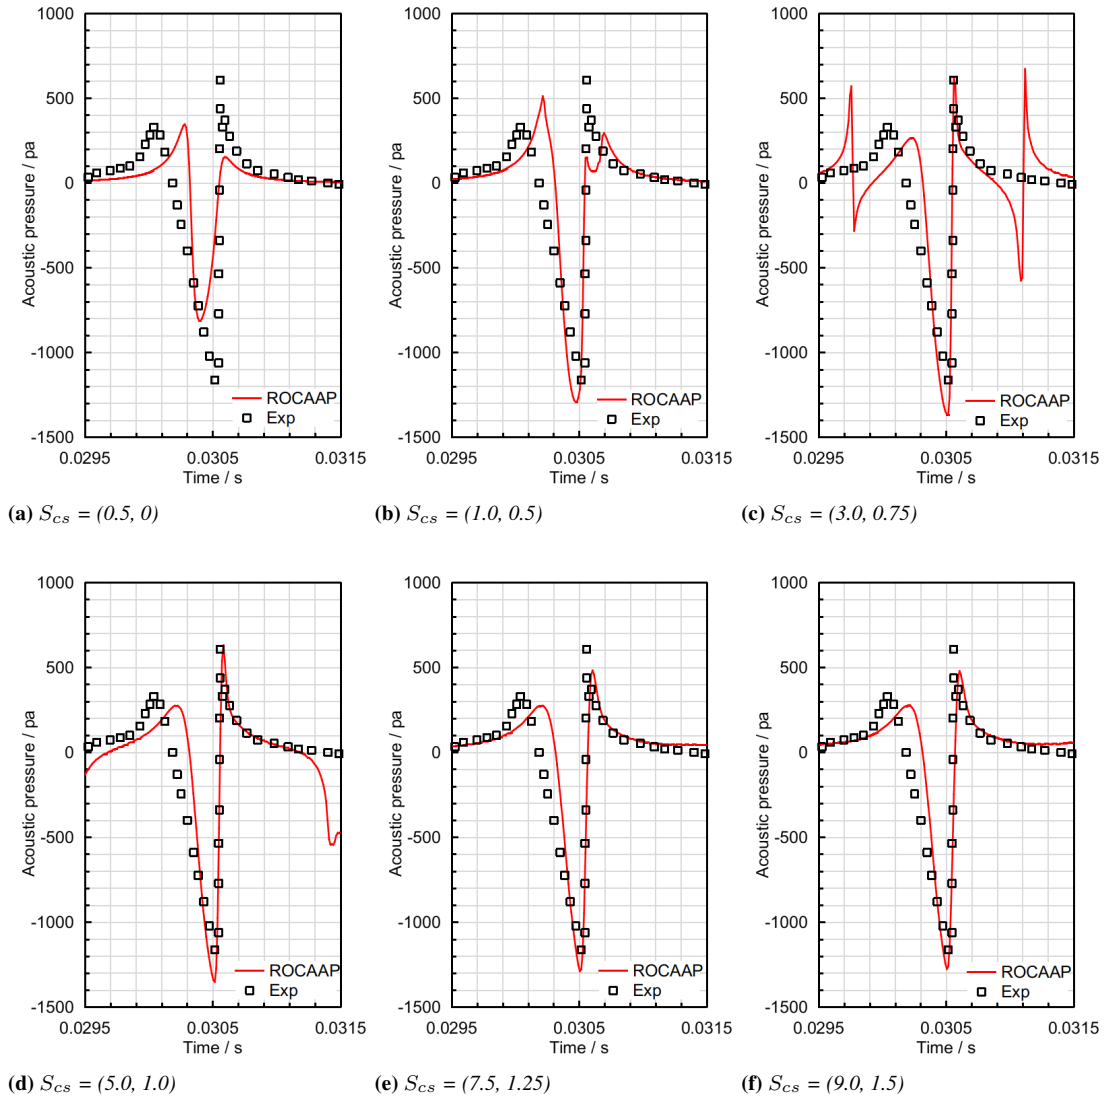 1000
500
0
-500
-1000
-1500
Acoustic pressure / pa
0.0295
0.0305
0.0315
Time / s
ROCAAP
Exp
(a) Scs = (0.5, 0)
1000
500
0
-500
-1000
-1500
Acoustic pressure / pa
0.0295
0.0305
0.0315
Time / s
ROCAAP
Exp
(b) Scs = (1.0, 0.5)
1000
500
0
-500
-1000
-1500
Acoustic pressure / pa
0.0295
0.0305
0.0315
Time / s
ROCAAP
Exp
(c) Scs = (3.0, 0.75)
1000
500
0
-500
-1000
-1500
Acoustic pressure / pa
0.0295
0.0305
0.0315
Time / s
ROCAAP
Exp
(d) Scs = (5.0, 1.0)
1000
500
0
-500
-1000
-1500
Acoustic pressure / pa
0.0295
0.0305
0.0315
Time / s
ROCAAP
Exp
(e) Scs = (7.5, 1.25)
1000
500
0
-500
-1000
-1500
Acoustic pressure / pa
0.0295
0.0305
0.0315
Time / s
ROCAAP
Exp
(f) Scs = (9.0, 1.5)